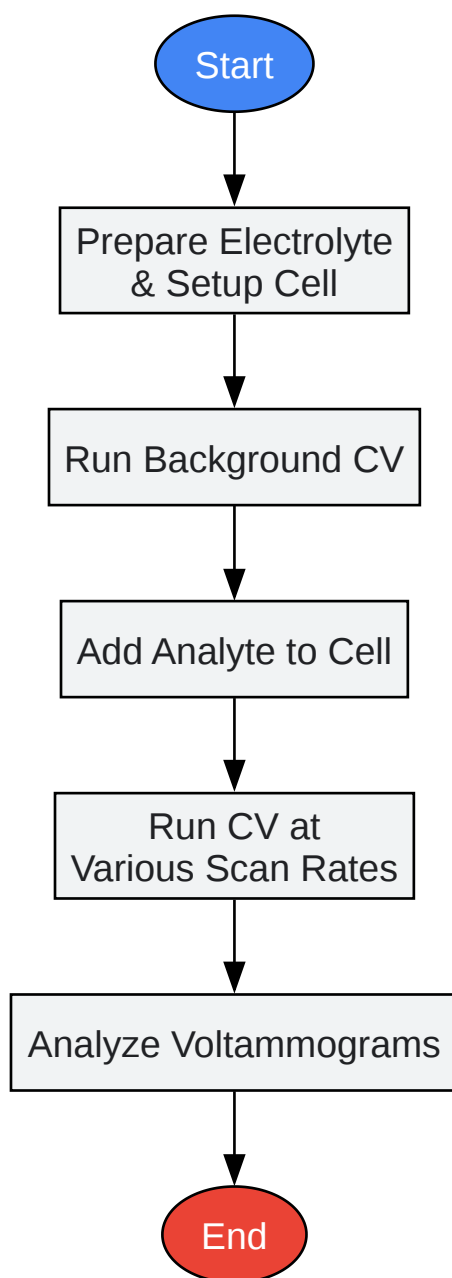 Start
Prepare Electrolyte
& Setup Cell
Run Background CV
Add Analyte to Cell
Run CV at
Various Scan Rates
Analyze Voltammograms
End